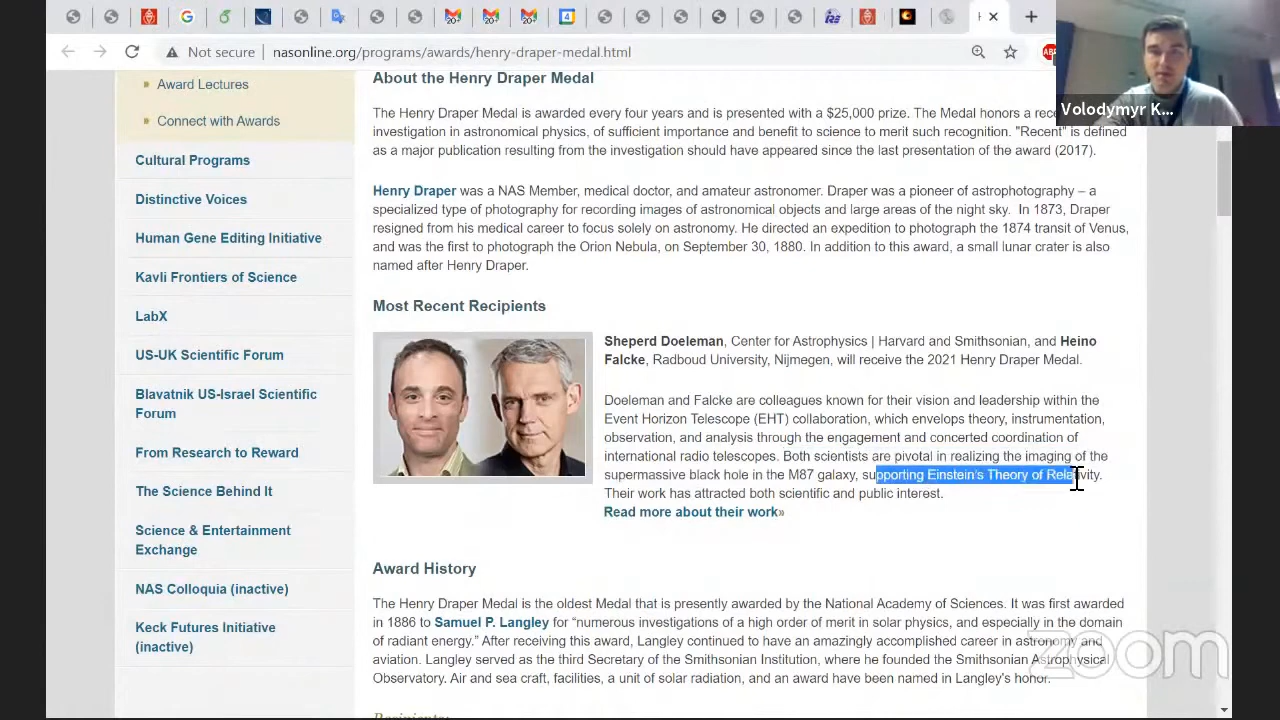 Not secure | nasonline.org/programs/awards/henry-draper-medal.html
Volodymyr K...
Award Lectures
Connect with Awards
Cultural Programs
Distinctive Voices
Human Gene Editing Initiative
Kavli Frontiers of Science
LabX
US-UK Scientific Forum
Blavatnik US-Israel Scientific
Forum
From Research to Reward
The Science Behind It
Science & Entertainment
Exchange
NAS Colloquia (inactive)
Keck Futures Initiative
(inactive)
About the Henry Draper Medal
The Henry Draper Medal is awarded every four years and is presented with a $25,000 prize. The Medal honors a
investigation in astronomical physics, of sufficient importance and benefit to science to merit such recognition. "Recent" is defined
as a major publication resulting from the investigation should have appeared since the last presentation of the award (2017).
Henry Draper was a NAS Member, medical doctor, and amateur astronomer. Draper was a pioneer of astrophotography – a
specialized type of photography for recording images of astronomical objects and large areas of the night sky. In 1873, Draper
resigned from his medical career to focus solely on astronomy. He directed an expedition to photograph the 1874 transit of Venus,
and was the first to photograph the Orion Nebula, on September 30, 1880. In addition to this award, a small lunar crater is also
named after Henry Draper.
Most Recent Recipients
Sheperd Doeleman, Center for Astrophysics | Harvard and Smithsonian, and Heino
Falcke, Radboud University, Nijmegen, will receive the 2021 Henry Draper Medal.
Doeleman and Falcke are colleagues known for their vision and leadership within the
Event Horizon Telescope (EHT) collaboration, which envelops theory, instrumentation,
observation, and analysis through the engagement and concerted coordination of
international radio telescopes. Both scientists are pivotal in realizing the imaging of the
supermassive black hole in the M87 galaxy, supporting Einstein's Theory of Relativity.
Their work has attracted both scientific and public interest.
Read more about their work»
Award History
The Henry Draper Medal is the oldest Medal that is presently awarded by the National Academy of Sciences. It was first awarded
in 1886 to Samuel P. Langley for “numerous investigations of a high order of merit in solar physics, and especially in the domain
of radiant energy.” After receiving this award, Langley continued to have an amazingly accomplished career in astronomy and
aviation. Langley served as the third Secretary of the Smithsonian Institution, where he founded the Smithsonian Astrophysical
Observatory. Air and sea craft, facilities, a unit of solar radiation, and an award have been named in Langley's honor.
zoom